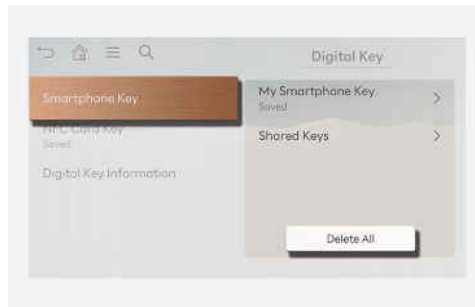 Digital Key
Smartphone Key
NFC Card Key
Saved
Digital Key Information
My Smartphone Key
Saved
Shared Keys
Delete All